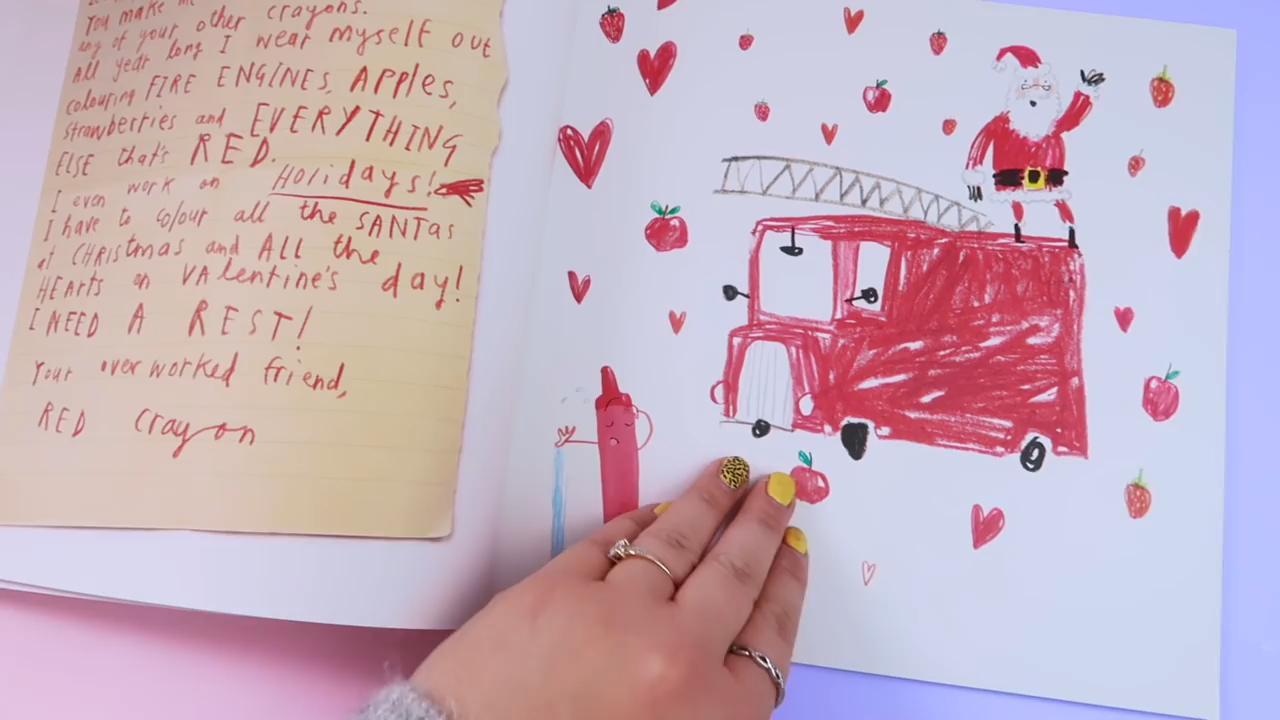 You make me
any of your other crayons.
All year long I wear myself out
colouring FIRE ENGINES, Apples,
strawberries and EVERYTHING
ELSE that's RED.
I even work on Holidays!
I have to colour all the SANTAs
at CHRistmas and ALL the
HEARts on VAlentine's day!
I NEED A REST!
Your overworked friend,
RED Crayon